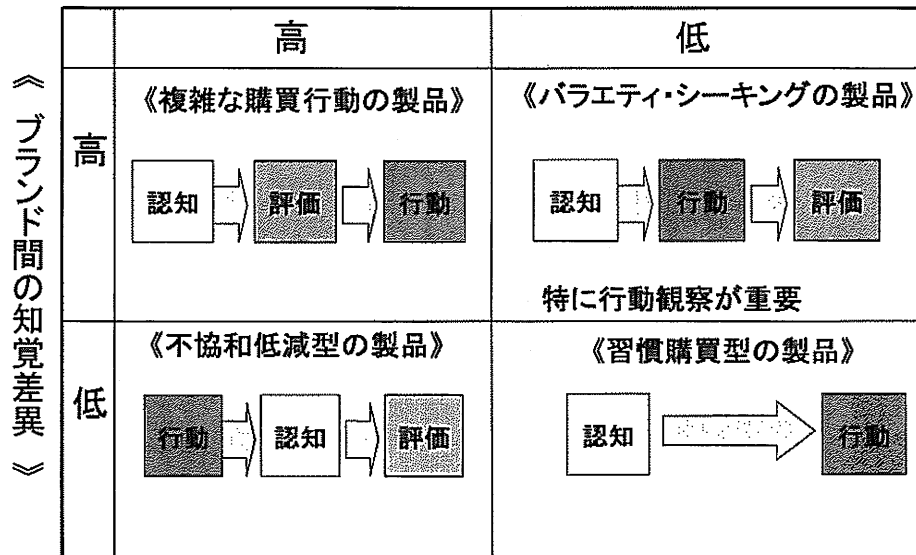 高
低
《 ブランド間の知覚差異 》
高
《複雑な購買行動の製品》
認知
評価
行動
《バラエティ・シーキングの製品》
認知
行動
評価
特に行動観察が重要
低
《不協和低減型の製品》
行動
認知
評価
《習慣購買型の製品》
認知
行動